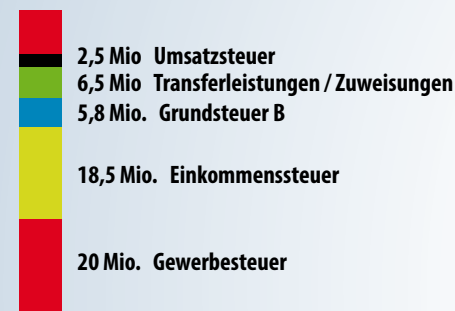 2,5 Mio Umsatzsteuer
6,5 Mio Transferleistungen / Zuweisungen
5,8 Mio. Grundsteuer B
18,5 Mio. Einkommenssteuer
20 Mio. Gewerbesteuer